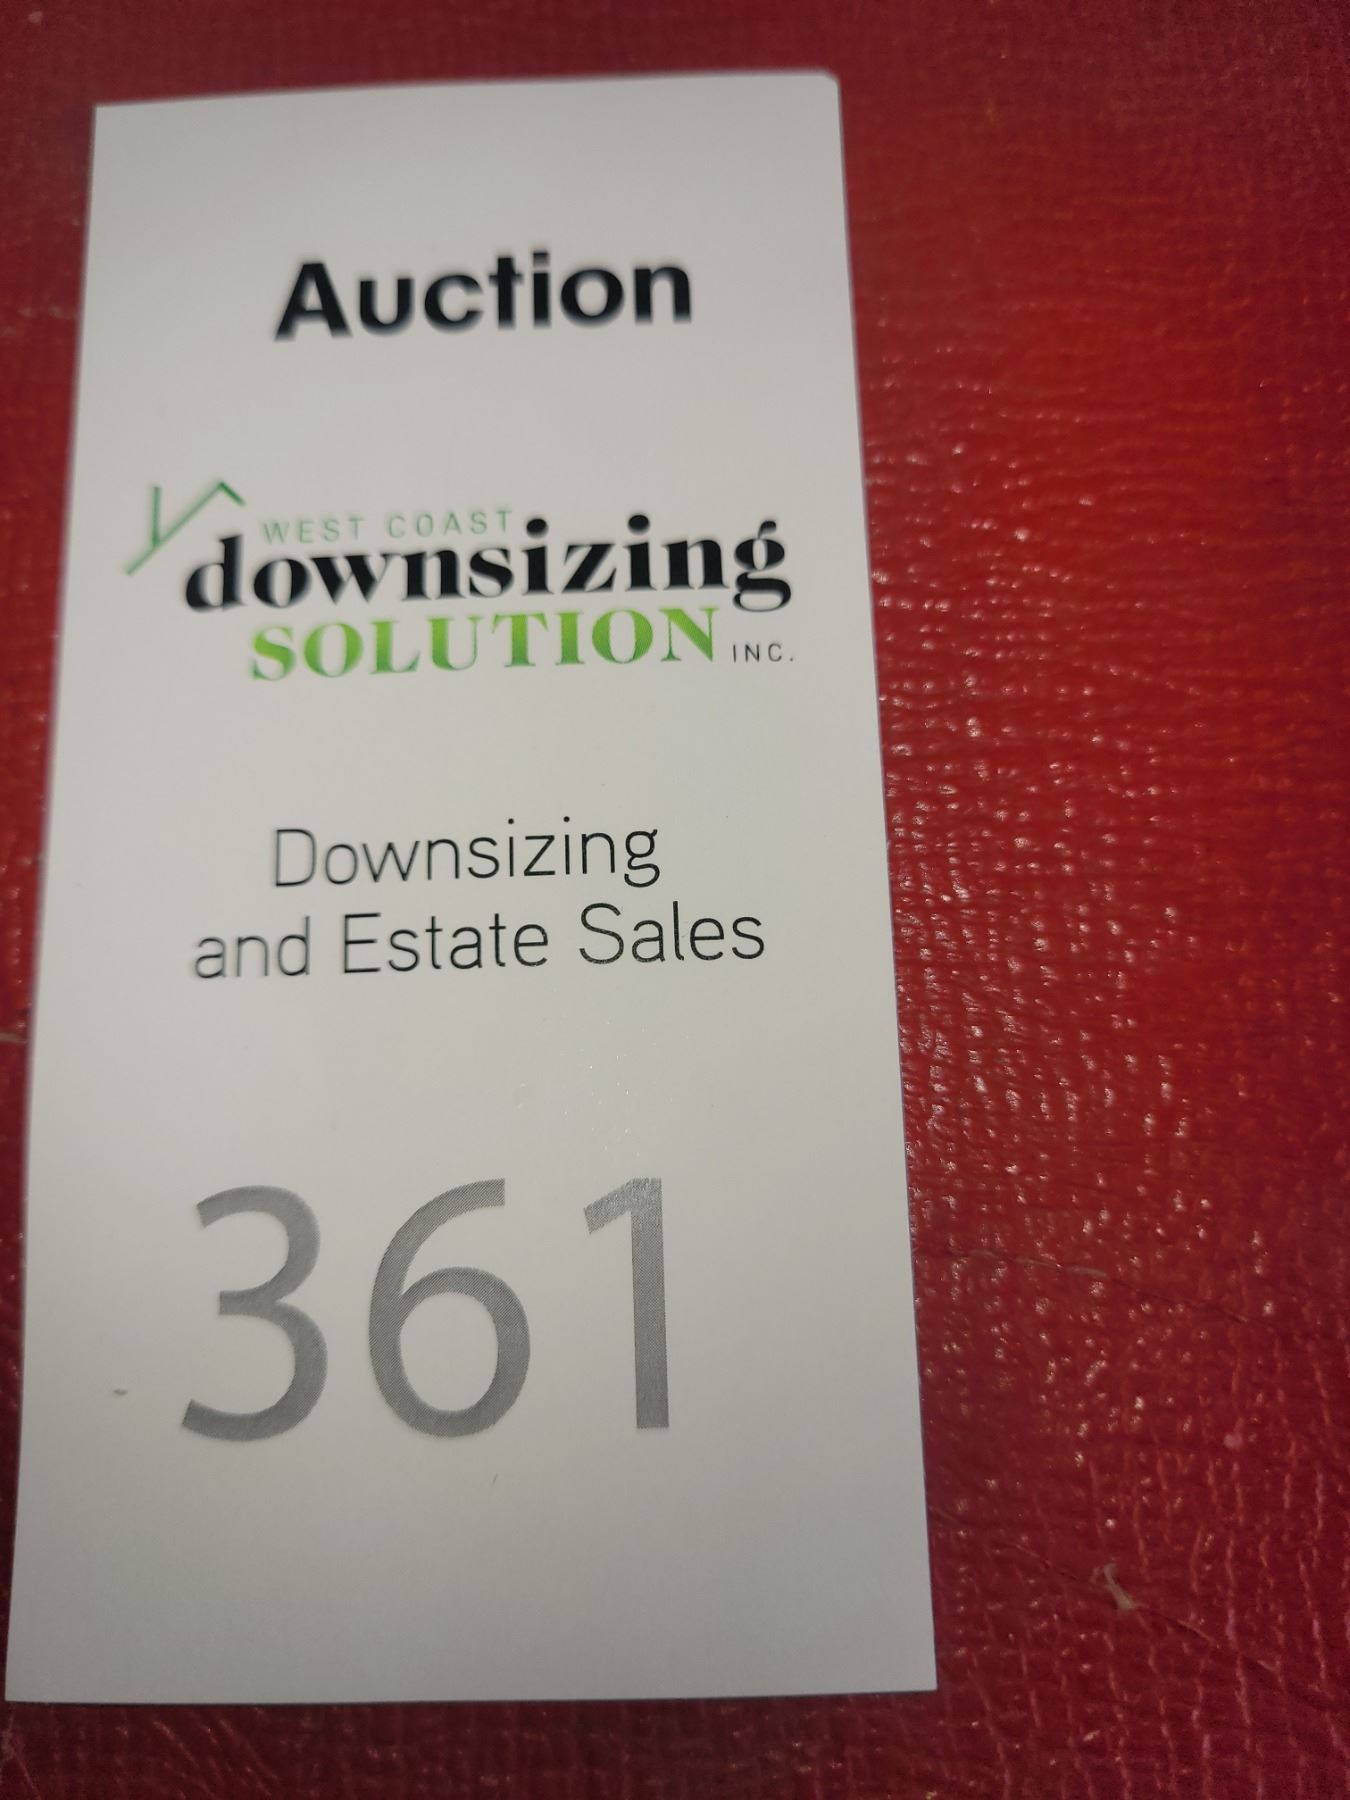 Auction
WEST COAST
downsizing
SOLUTION INC.
Downsizing
and Estate Sales
361